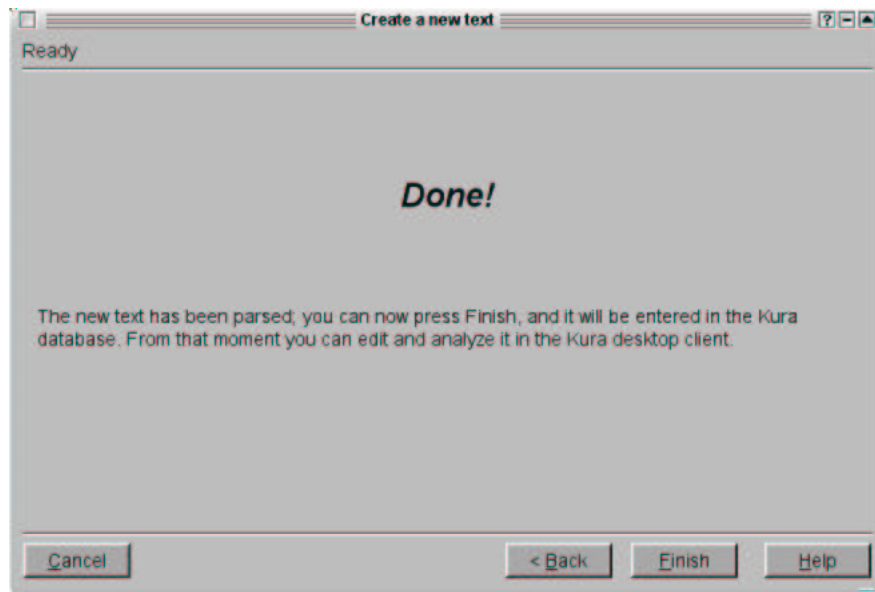 Create a new text
Ready
Done!
The new text has been parsed; you can now press Finish, and it will be entered in the Kura
database. From that moment you can edit and analyze it in the Kura desktop client.
Cancel
< Back
Finish
Help